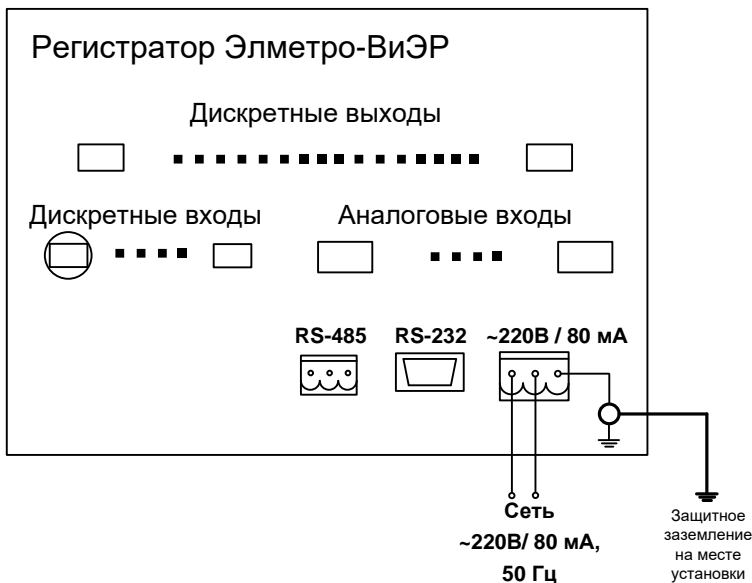 Регистратор Элметро-ВиЭР
Дискретные выходы
Дискретные входы
Аналоговые входы
RS-485
RS-232
~220В / 80 мА
Сеть
~220В/ 80 мА,
50 Гц
Защитное
заземление
на месте
установки